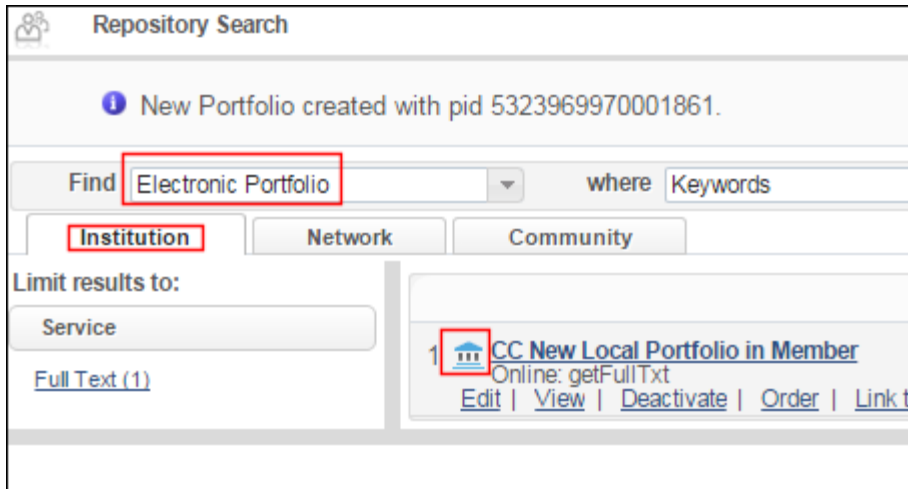 Repository Search
New Portfolio created with pid 5323969970001861.
Find Electronic Portfolio where Keywords
Institution Network Community
Limit results to:
Service
Full Text (1)
1 CC New Local Portfolio in Member
Online: getFullTxt
Edit | View | Deactivate | Order | Link t